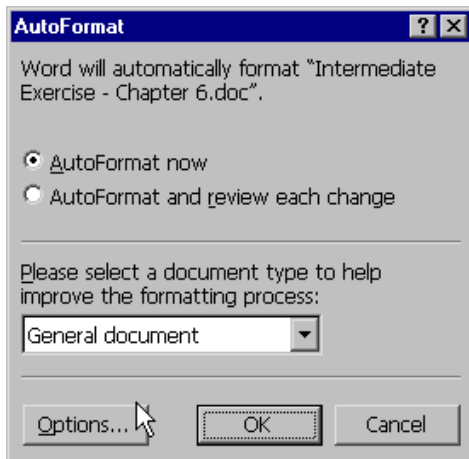 AutoFormat
Word will automatically format “Intermediate
Exercise - Chapter 6.doc”.
AutoFormat now
AutoFormat and review each change
Please select a document type to help
improve the formatting process:
General document
Options... OK Cancel